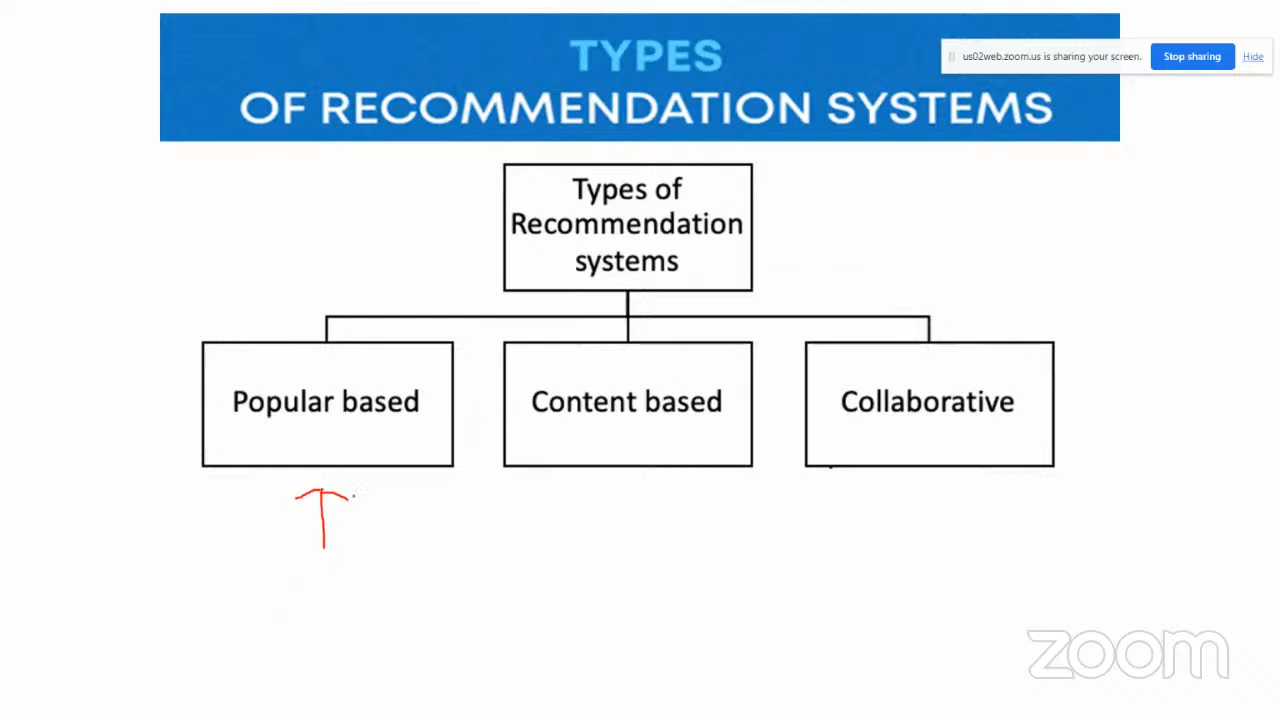 TYPES
OF RECOMMENDATION SYSTEMS
us02web.zoom.us is sharing your screen.
Stop sharing
Hide
Types of
Recommendation
systems
Popular based
Content based
Collaborative
zoom